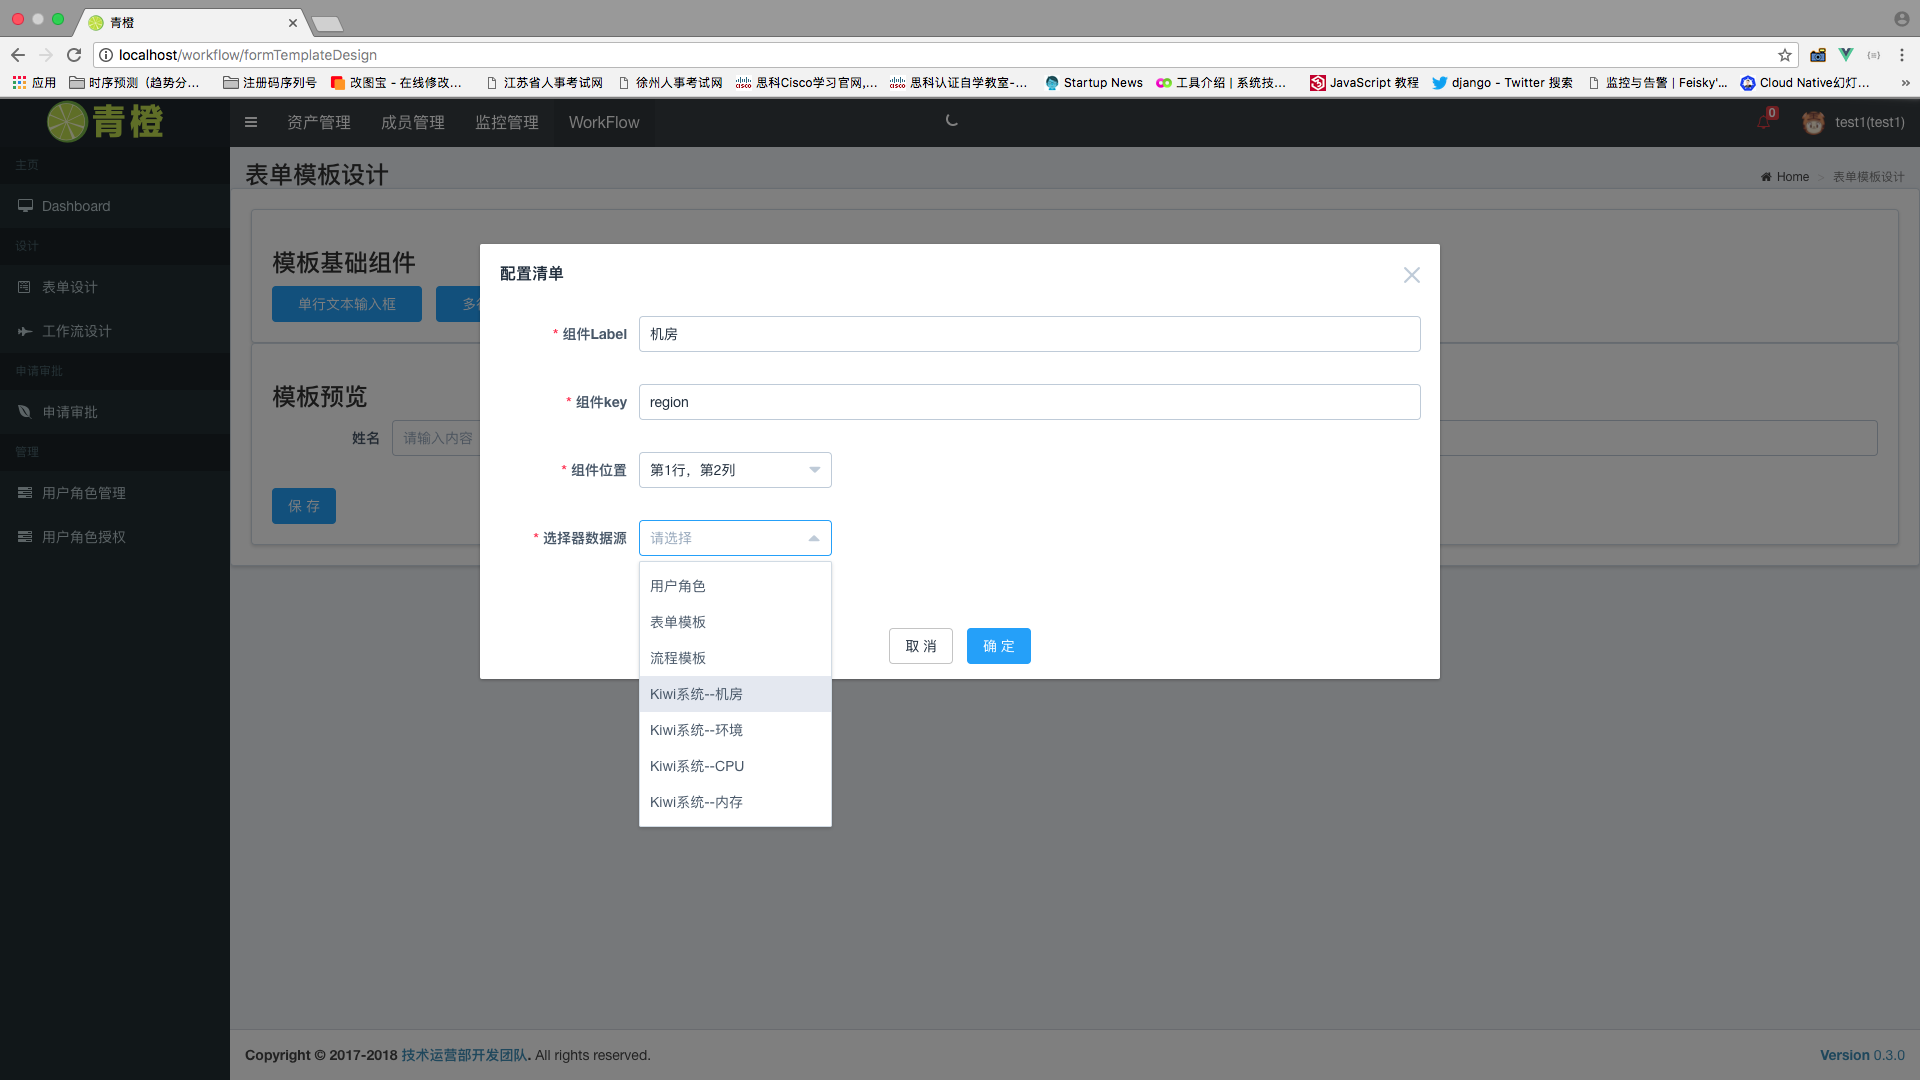 青橙
localhost/workflow/formTemplateDesign
应用
时序预测（趋势分...
注册码序列号
改图宝 - 在线修改...
江苏省人事考试网
徐州人事考试网
思科Cisco学习官网,...
思科认证自学教室-...
Startup News
工具介绍 | 系统技...
JavaScript 教程
django - Twitter 搜索
监控与告警 | Feisky'...
Cloud Native幻灯...
»
青橙
资产管理
成员管理
监控管理
WorkFlow
0
test1(test1)
主页
Dashboard
设计
表单设计
工作流设计
申请审批
申请审批
管理
用户角色管理
用户角色授权
表单模板设计
Home > 表单模板设计
模板基础组件
单行文本输入框
模板预览
姓名 请输入内容
保 存
配置清单
* 组件Label 机房
* 组件key region
* 组件位置 第1行，第2列
* 选择器数据源 请选择
用户角色
表单模板
流程模板
Kiwi系统--机房
Kiwi系统--环境
Kiwi系统--CPU
Kiwi系统--内存
取 消
确 定
Copyright © 2017-2018 技术运营部开发团队. All rights reserved.
Version 0.3.0